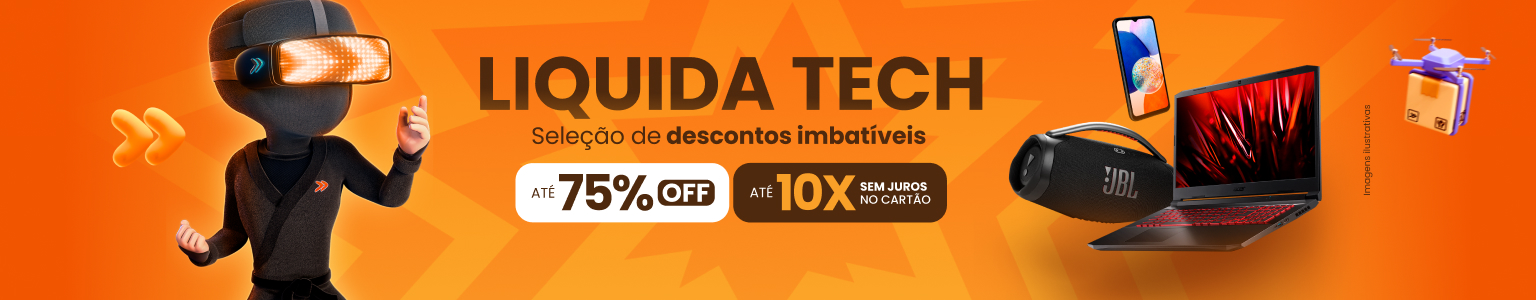 LIQUIDA TECH
Seleção de descontos imbatíveis
ATÉ 75% OFF
ATÉ 10X SEM JUROS
NO CARTÃO
JBL
Imagens ilustrativas